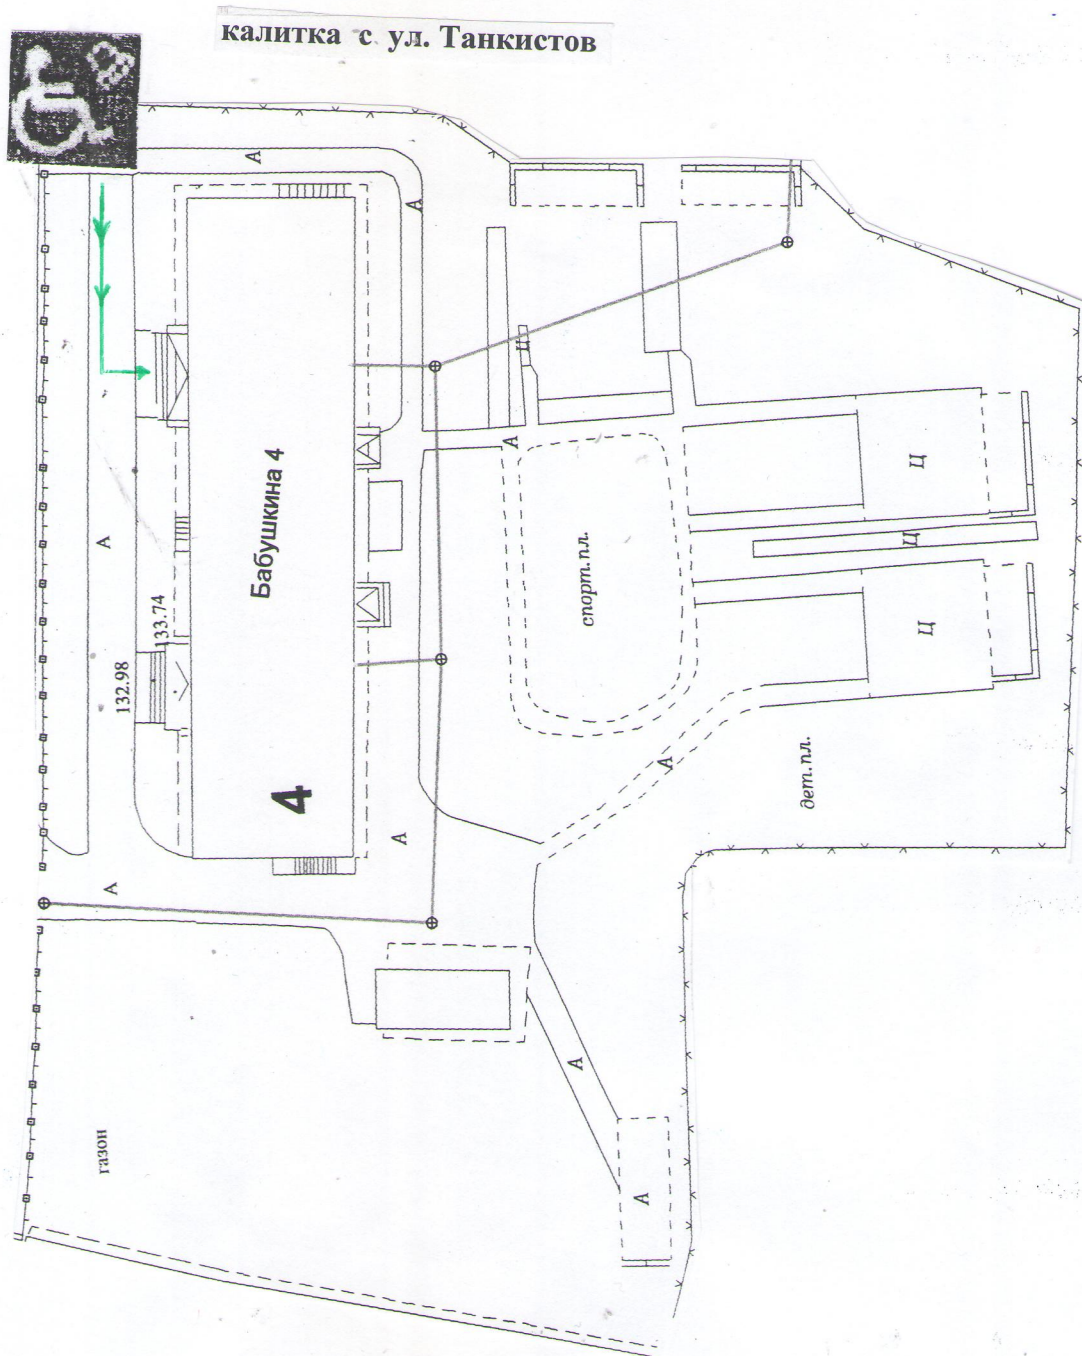 калитка с ул. Танкистов
А
А
Ц
А
Ц
Бабушкина 4
А
Ц
спорт. пл.
133.74
Ц
132.98
А
дет. пл.
4
А
А
А
газон
А